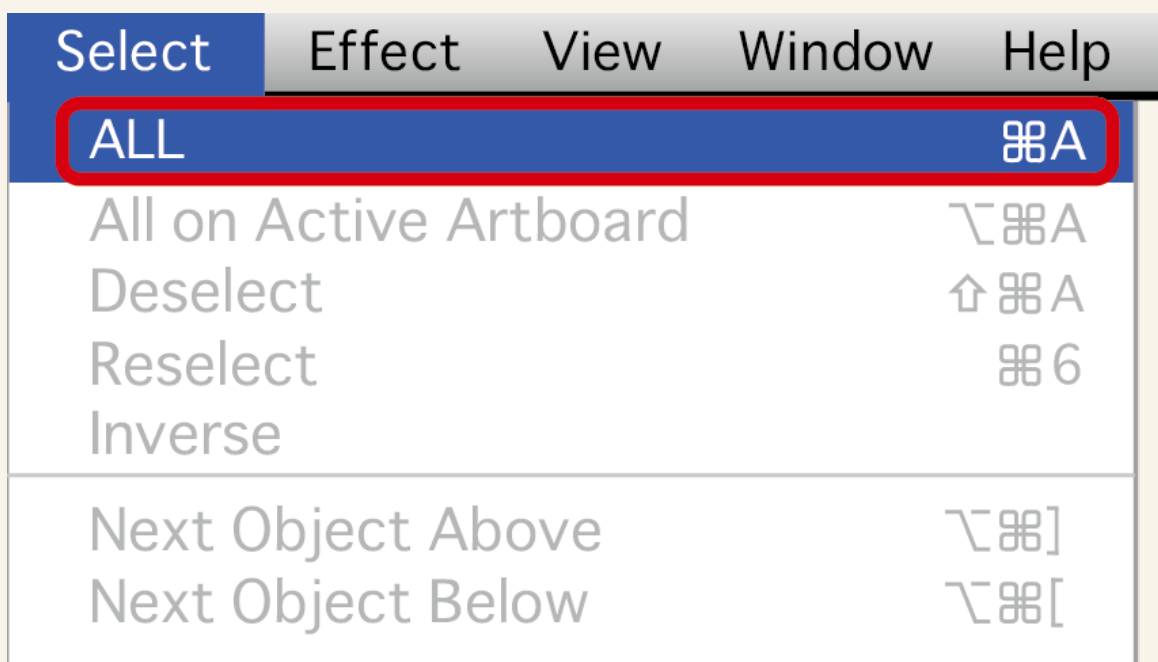 Select Effect View Window Help
ALL ⌘A
All on Active Artboard ⌥⌘A
Deselect ⇧⌘A
Reselect ⌘6
Inverse
Next Object Above ⌥⌘]
Next Object Below ⌥⌘[